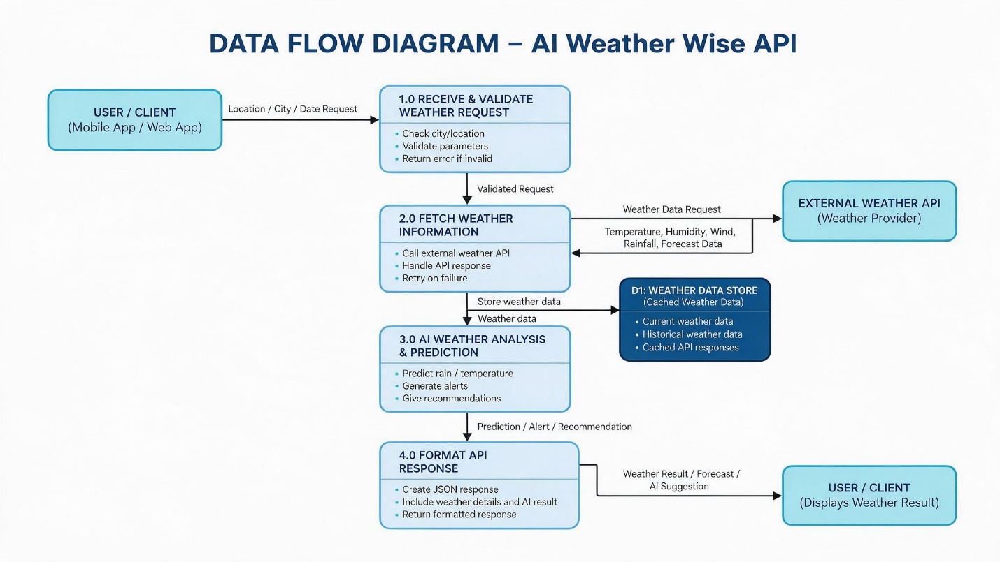 DATA FLOW DIAGRAM – AI Weather Wise API
USER / CLIENT
(Mobile App / Web App)
Location / City / Date Request
1.0 RECEIVE & VALIDATE
WEATHER REQUEST
• Check city/location
• Validate parameters
• Return error if invalid
Validated Request
2.0 FETCH WEATHER
INFORMATION
• Call external weather API
• Handle API response
• Retry on failure
Weather Data Request
Temperature, Humidity, Wind,
Rainfall, Forecast Data
EXTERNAL WEATHER API
(Weather Provider)
Store weather data
Weather data
D1: WEATHER DATA STORE
(Cached Weather Data)
• Current weather data
• Historical weather data
• Cached API responses
3.0 AI WEATHER ANALYSIS
& PREDICTION
• Predict rain / temperature
• Generate alerts
• Give recommendations
Prediction / Alert / Recommendation
4.0 FORMAT API
RESPONSE
• Create JSON response
• Include weather details and AI result
• Return formatted response
Weather Result / Forecast /
AI Suggestion
USER / CLIENT
(Displays Weather Result)